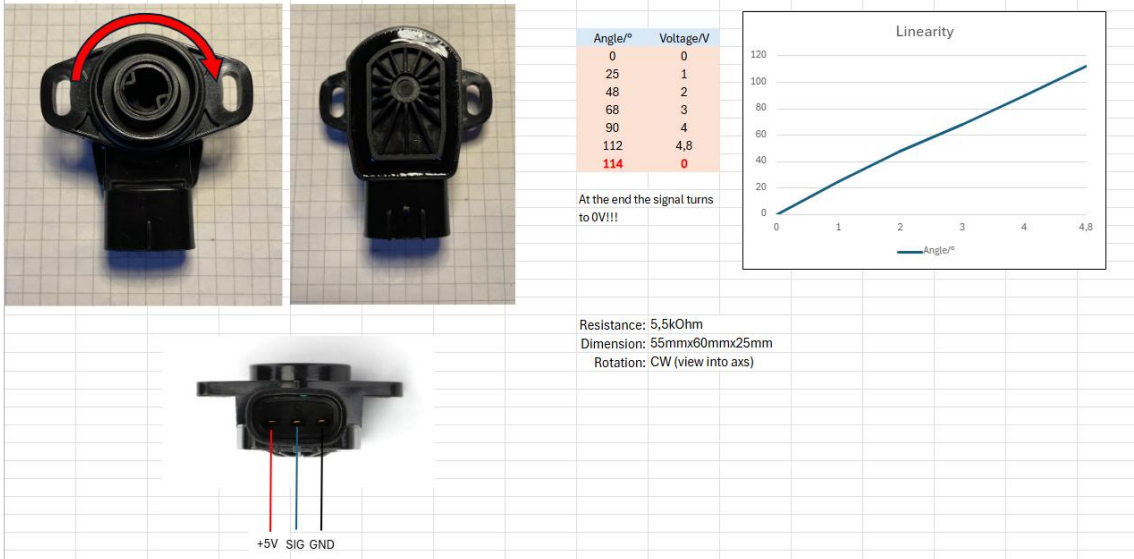 Angle/° Voltage/V
0 0
25 1
48 2
68 3
90 4
112 4,8
114 0
At the end the signal turns
to 0V!!!
Linearity
120
100
80
60
40
20
0
0 1 2 3 4 4,8
Angle/°
Resistance: 5,5kOhm
Dimension: 55mmx60mmx25mm
Rotation: CW (view into axs)
+5V SIG GND